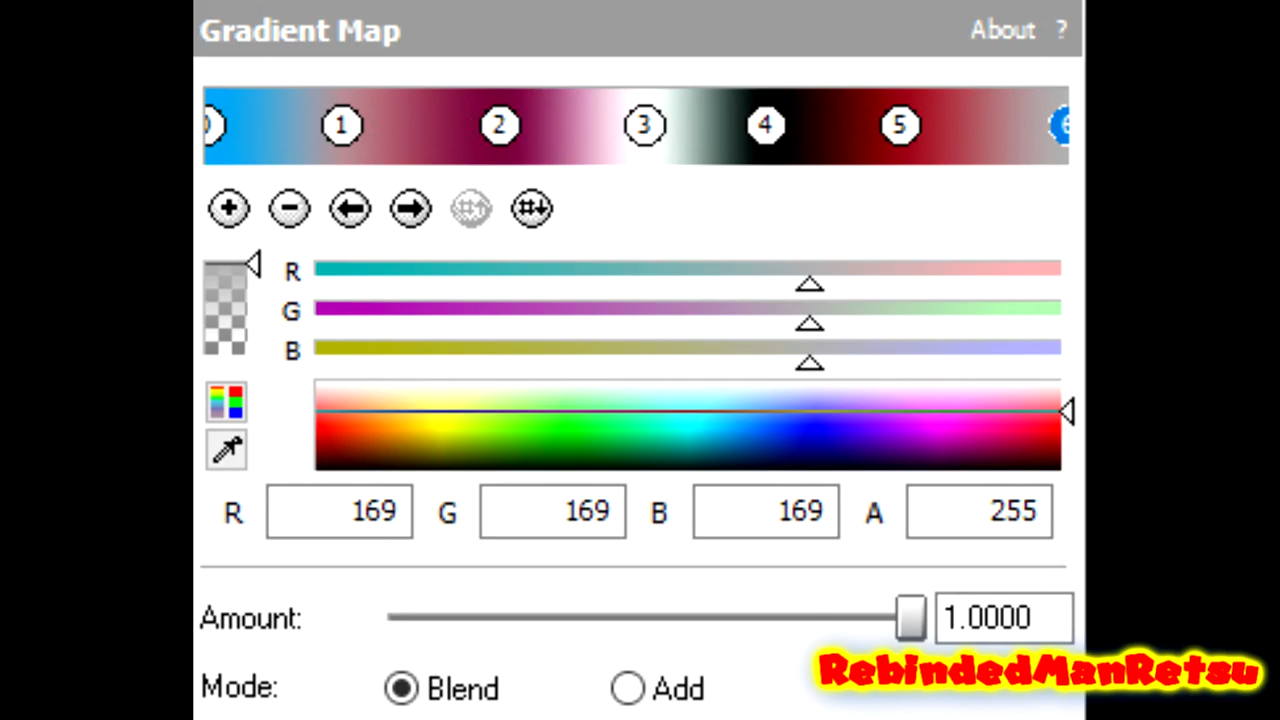 Gradient Map About ?
1 2 3 4 5 6
R
G
B
R 169 G 169 B 169 A 255
Amount: 1.0000
Mode: Blend Add
RebindedManRetsu